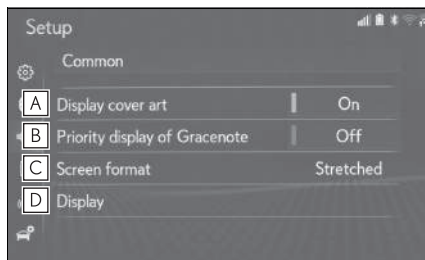 Setup
Common
A Display cover art On
B Priority display of Gracenote Off
C Screen format Stretched
D Display